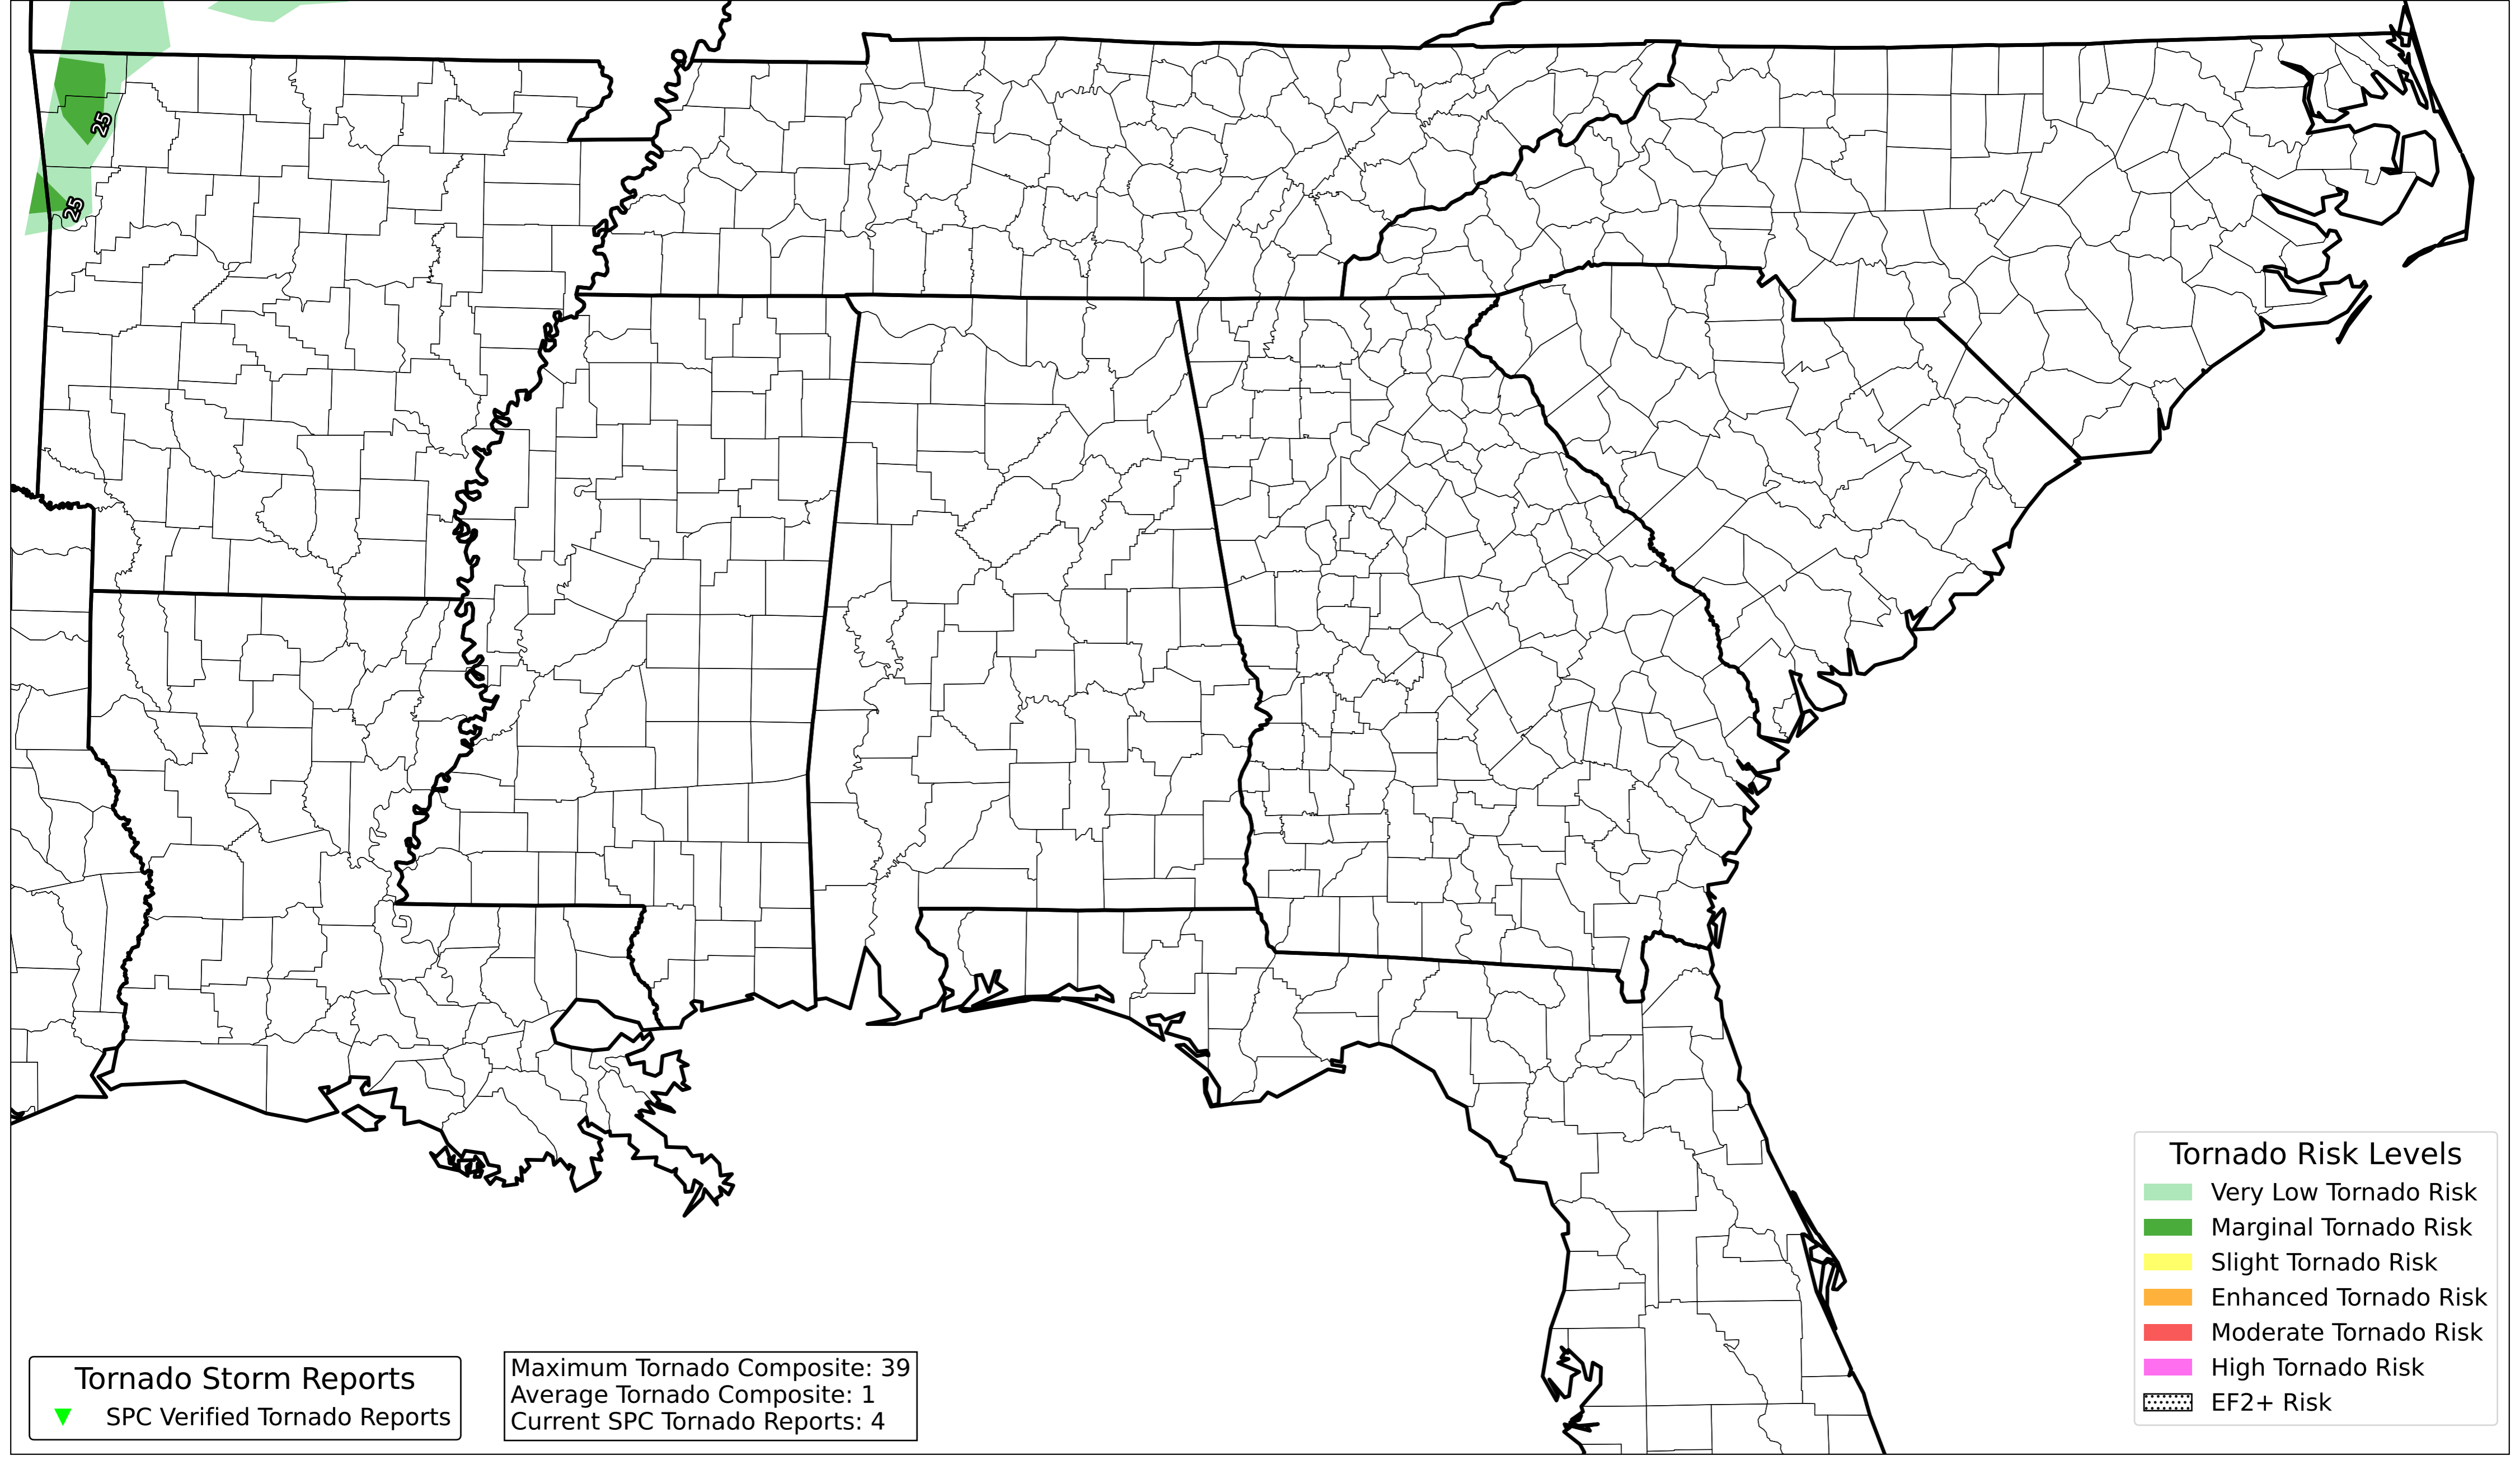 25
25
Tornado Risk Levels
Very Low Tornado Risk
Marginal Tornado Risk
Slight Tornado Risk
Enhanced Tornado Risk
Moderate Tornado Risk
High Tornado Risk
EF2+ Risk
Tornado Storm Reports
SPC Verified Tornado Reports
Maximum Tornado Composite: 39
Average Tornado Composite: 1
Current SPC Tornado Reports: 4